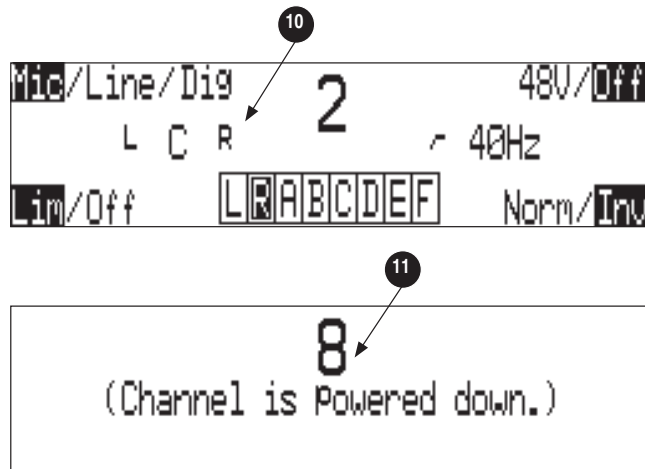 10
Mic/Line/Dig 2 48V/Off
L C R 40Hz
Lim/Off LRABCDEF Norm/Inv
11
8
(Channel is Powered down.)